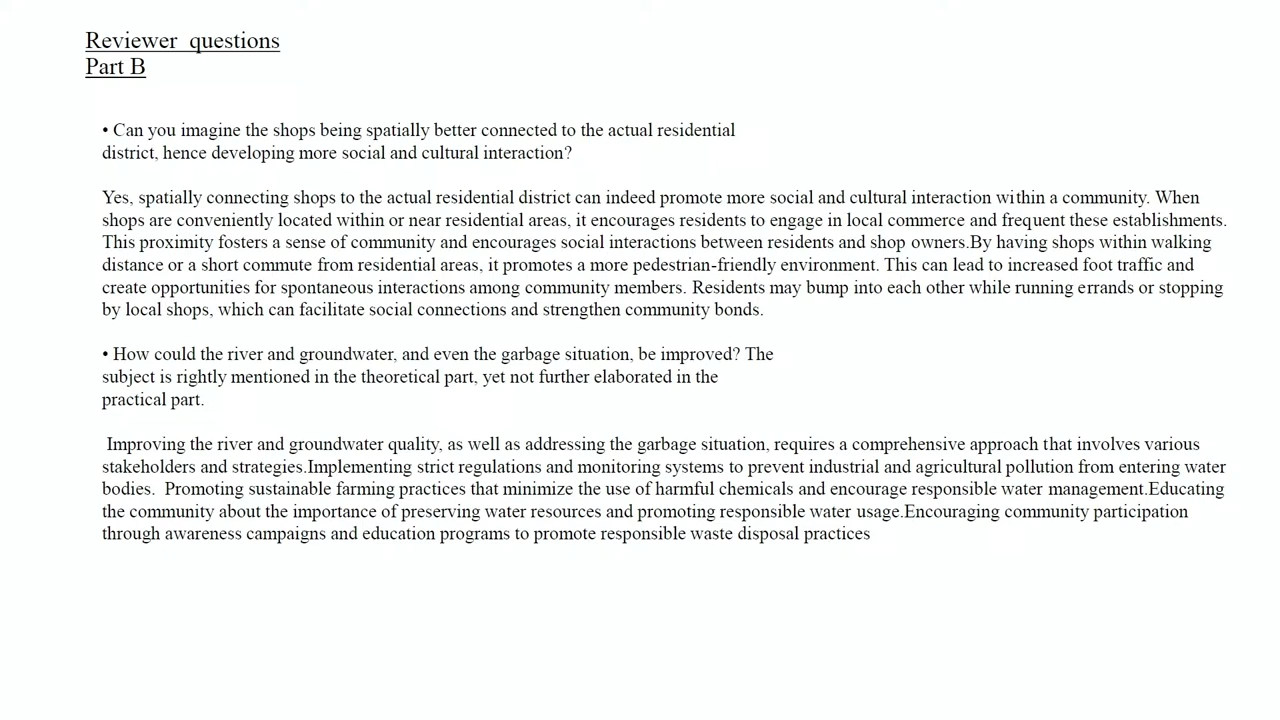 Reviewer questions
Part B
• Can you imagine the shops being spatially better connected to the actual residential
district, hence developing more social and cultural interaction?
Yes, spatially connecting shops to the actual residential district can indeed promote more social and cultural interaction within a community. When
shops are conveniently located within or near residential areas, it encourages residents to engage in local commerce and frequent these establishments.
This proximity fosters a sense of community and encourages social interactions between residents and shop owners.By having shops within walking
distance or a short commute from residential areas, it promotes a more pedestrian-friendly environment. This can lead to increased foot traffic and
create opportunities for spontaneous interactions among community members. Residents may bump into each other while running errands or stopping
by local shops, which can facilitate social connections and strengthen community bonds.
• How could the river and groundwater, and even the garbage situation, be improved? The
subject is rightly mentioned in the theoretical part, yet not further elaborated in the
practical part.
Improving the river and groundwater quality, as well as addressing the garbage situation, requires a comprehensive approach that involves various
stakeholders and strategies.Implementing strict regulations and monitoring systems to prevent industrial and agricultural pollution from entering water
bodies.  Promoting sustainable farming practices that minimize the use of harmful chemicals and encourage responsible water management.Educating
the community about the importance of preserving water resources and promoting responsible water usage.Encouraging community participation
through awareness campaigns and education programs to promote responsible waste disposal practices